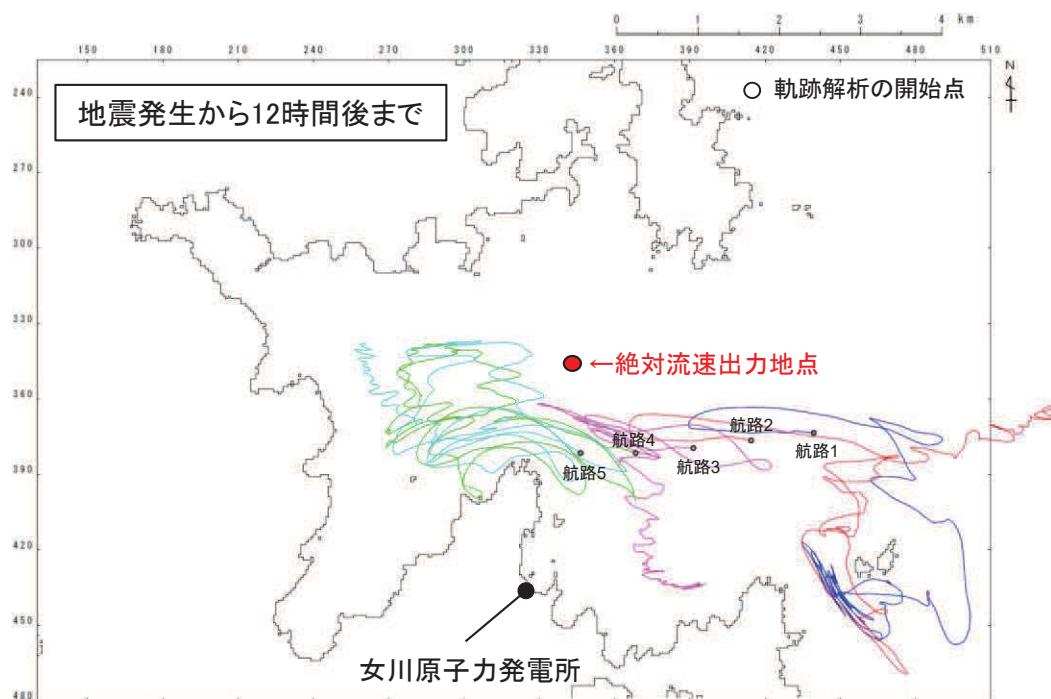 0 1 2 3 4 km
150 180 210 240 270 300 330 360 390 420 450 480 510
N
240
270
300
330
360
390
420
450
480
地震発生から12時間後まで
軌跡解析の開始点
←絶対流速出力地点
航路1
航路2
航路3
航路4
航路5
女川原子力発電所